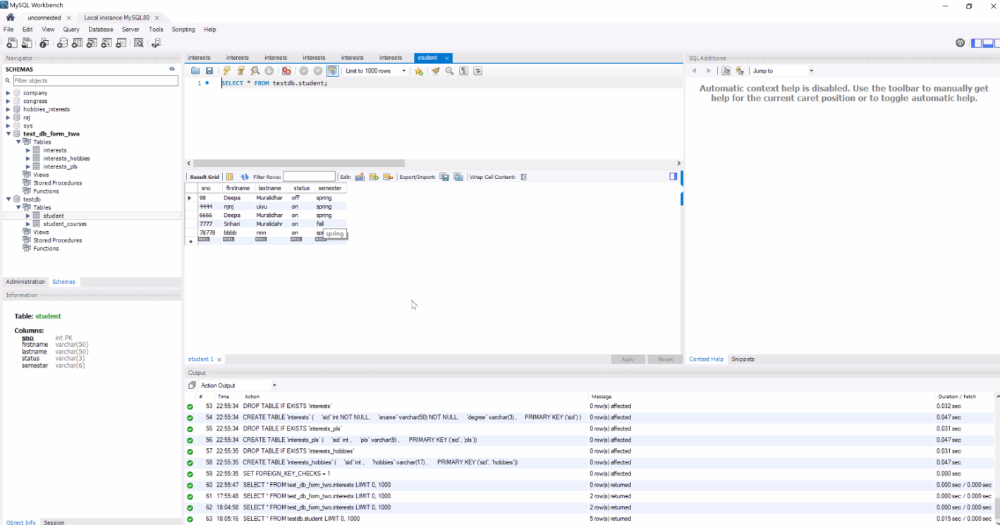 MySQL Workbench
unconnected × Local instance MySQL80 ×
File Edit View Query Database Server Tools Scripting Help
Navigator
SCHEMAS
Filter objects
company
congress
hobbies_interests
raj
sys
test_db_form_two
Tables
interests
interests_hobbies
interests_pls
Views
Stored Procedures
Functions
testdb
Tables
student
student_courses
Views
Stored Procedures
Functions
Administration Schemas
Information
Table: student
Columns:
sno int PK
firstname varchar(50)
lastname varchar(50)
status varchar(3)
semester varchar(6)
Object Info Session
interests interests interests interests interests interests student ×
Limit to 1000 rows
1 SELECT * FROM testdb.student;
Result Grid Filter Rows: Edit: Export/Import: Wrap Cell Content:
sno firstname lastname status semester
98 Deepa Muralidhar off spring
4444 njnj uiyu on spring
6666 Deepa Muralidhar on spring
7777 Srihari Muralidahr on fall
78778 bbbb nnn on spring
NULL NULL NULL NULL NULL
student 1 × Apply Revert
Output
Action Output
# Time Action Message Duration / Fetch
53 22:55:34 DROP TABLE IF EXISTS `interests` 0 row(s) affected 0.032 sec
54 22:55:34 CREATE TABLE `interests` ( `sid` int NOT NULL, `sname` varchar(50) NOT NULL, `degree` varchar(3) , PRIMARY KEY (`sid`) ) 0 row(s) affected 0.047 sec
55 22:55:34 DROP TABLE IF EXISTS `interests_pls` 0 row(s) affected 0.031 sec
56 22:55:34 CREATE TABLE `interests_pls` ( `sid` int , `pls` varchar(9) , PRIMARY KEY (`sid`, `pls`)) 0 row(s) affected 0.047 sec
57 22:55:35 DROP TABLE IF EXISTS `interests_hobbies` 0 row(s) affected 0.031 sec
58 22:55:35 CREATE TABLE `interests_hobbies` ( `sid` int , `hobbies` varchar(17) , PRIMARY KEY (`sid`, `hobbies`)) 0 row(s) affected 0.047 sec
59 22:55:35 SET FOREIGN_KEY_CHECKS = 1 0 row(s) affected 0.000 sec
60 22:55:47 SELECT * FROM test_db_form_two.interests LIMIT 0, 1000 0 row(s) returned 0.000 sec / 0.000 sec
61 17:55:48 SELECT * FROM test_db_form_two.interests LIMIT 0, 1000 2 row(s) returned 0.000 sec / 0.000 sec
62 18:04:58 SELECT * FROM test_db_form_two.interests LIMIT 0, 1000 2 row(s) returned 0.000 sec / 0.000 sec
63 18:05:16 SELECT * FROM testdb.student LIMIT 0, 1000 5 row(s) returned 0.015 sec / 0.000 sec
SQLAdditions
Jump to
Automatic context help is disabled. Use the toolbar to manually get
help for the current caret position or to toggle automatic help.
Context Help Snippets